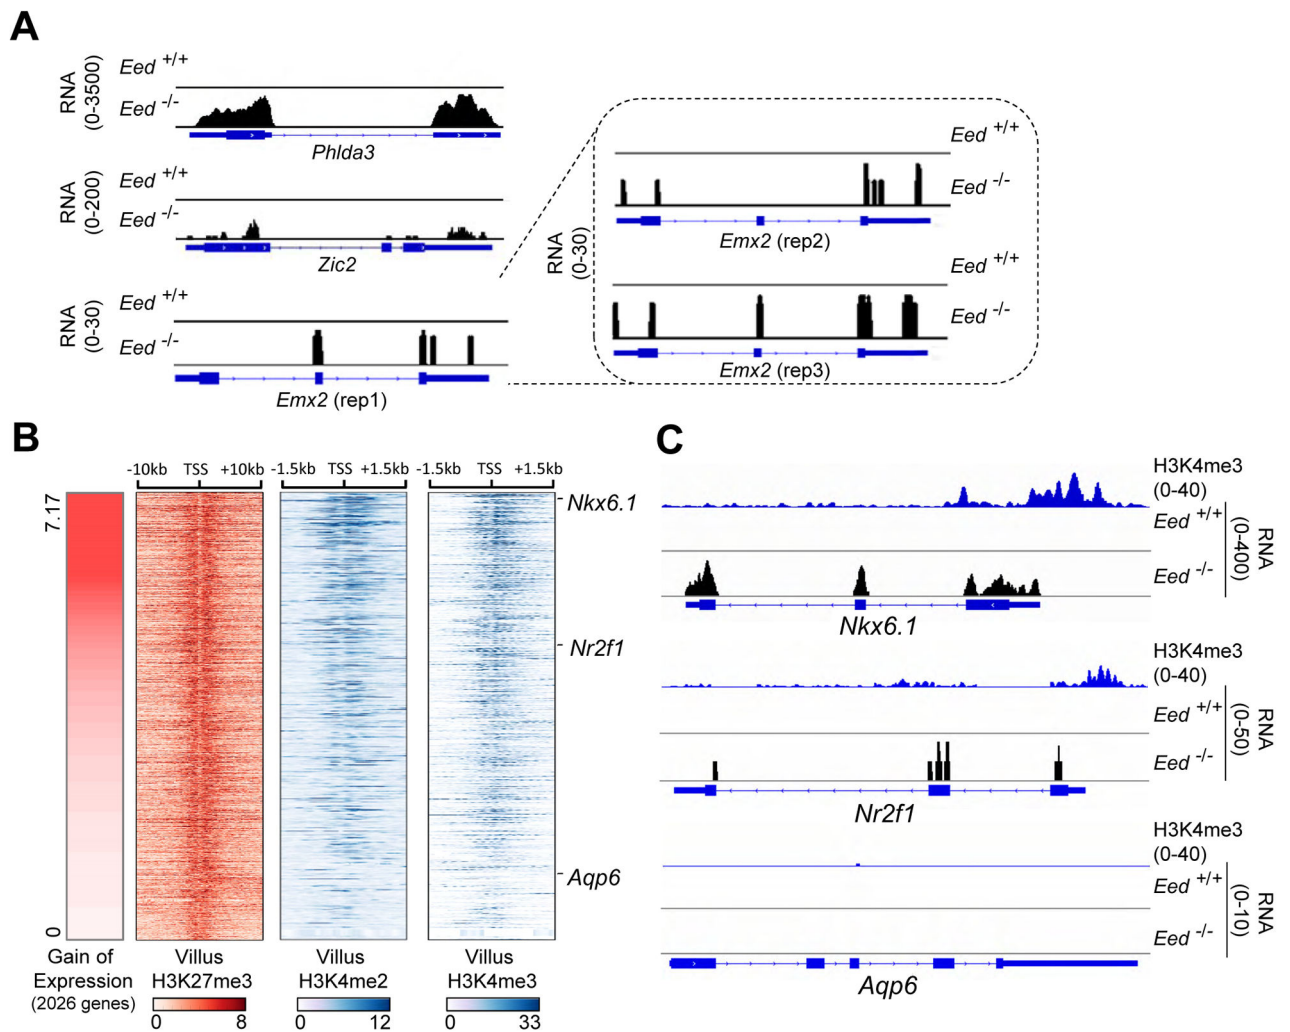 A
RNA
(0-3500)
Eed +/+
Eed -/-
Phlda3
RNA
(0-200)
Eed +/+
Eed -/-
Zic2
RNA
(0-30)
Eed +/+
Eed -/-
Emx2 (rep1)
RNA
(0-30)
Eed +/+
Eed -/-
Emx2 (rep2)
Eed +/+
Eed -/-
Emx2 (rep3)
B
-10kb TSS +10kb
-1.5kb TSS +1.5kb
-1.5kb TSS +1.5kb
7.17
0
Nkx6.1
Nr2f1
Aqp6
Gain of
Expression
(2026 genes)
Villus
H3K27me3
0 8
Villus
H3K4me2
0 12
Villus
H3K4me3
0 33
C
H3K4me3
(0-40)
Eed +/+
Eed -/-
RNA
(0-400)
Nkx6.1
H3K4me3
(0-40)
Eed +/+
Eed -/-
RNA
(0-50)
Nr2f1
H3K4me3
(0-40)
Eed +/+
Eed -/-
RNA
(0-10)
Aqp6